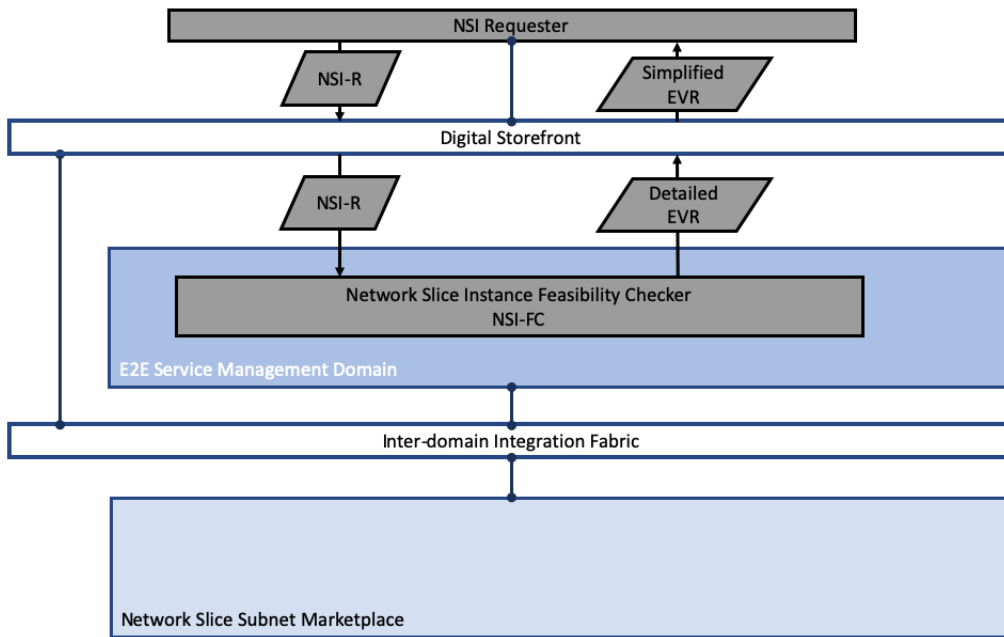 NSI Requester
NSI-R
Simplified
EVR
Digital Storefront
NSI-R
Detailed
EVR
Network Slice Instance Feasibility Checker
NSI-FC
E2E Service Management Domain
Inter-domain Integration Fabric
Network Slice Subnet Marketplace